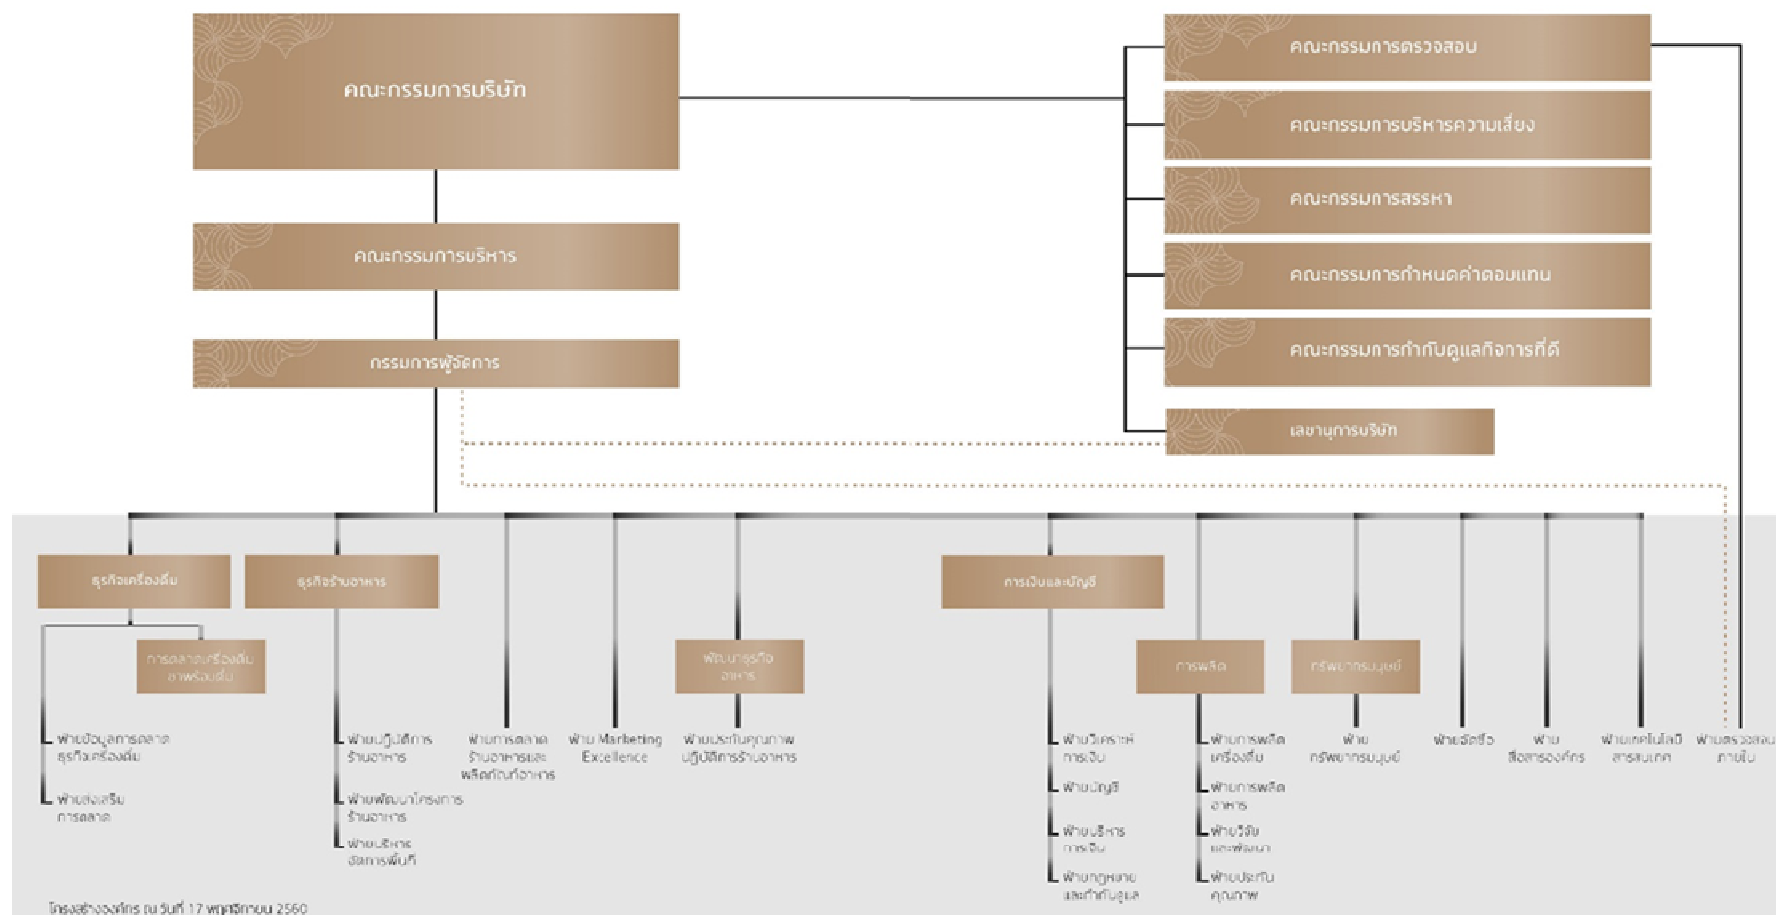 คณะกรรมการบริษัท
คณะกรรมการตรวจสอบ
คณะกรรมการบริหารความเสี่ยง
คณะกรรมการสรรหา
คณะกรรมการบริหาร
คณะกรรมการกำหนดค่าตอบแทน
กรรมการผู้จัดการ
คณะกรรมการกำกับดูแลกิจการที่ดี
เลขานุการบริษัท
ธุรกิจเครื่องดื่ม
ธุรกิจร้านอาหาร
การเงินและบัญชี
การตลาดเครื่องดื่ม
ชาพร้อมดื่ม
พัฒนาธุรกิจ
อาหาร
การผลิต
ทรัพยากรมนุษย์
ฝ่ายข้อมูลการตลาด
ธุรกิจเครื่องดื่ม
ฝ่ายส่งเสริม
การตลาด
ฝ่ายปฏิบัติการ
ร้านอาหาร
ฝ่ายพัฒนาโครงการ
ร้านอาหาร
ฝ่ายบริหาร
จัดการพื้นที่
ฝ่ายการตลาด
ร้านอาหารและ
ผลิตภัณฑ์อาหาร
ฝ่าย Marketing
Excellence
ฝ่ายประกันคุณภาพ
ปฏิบัติการร้านอาหาร
ฝ่ายวิเคราะห์
การเงิน
ฝ่ายบัญชี
ฝ่ายบริหาร
การเงิน
ฝ่ายกฎหมาย
และกำกับดูแล
ฝ่ายการผลิต
เครื่องดื่ม
ฝ่ายการผลิต
อาหาร
ฝ่ายวิจัย
และพัฒนา
ฝ่ายประกัน
คุณภาพ
ฝ่าย
ทรัพยากรมนุษย์
ฝ่ายจัดซื้อ
ฝ่าย
สื่อสารองค์กร
ฝ่ายเทคโนโลยี
สารสนเทศ
ฝ่ายตรวจสอบ
ภายใน
โครงสร้างองค์กร ณ วันที่ 17 พฤศจิกายน 2560